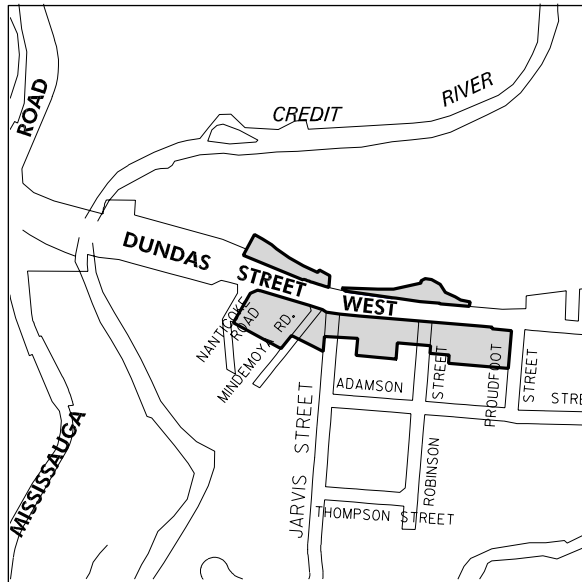 ROAD
CREDIT
RIVER
DUNDAS
STREET
WEST
NANTICOKE
ROAD
MINDEMOYA RD.
ADAMSON
STREET
PROUDFOOT
STREET
STRE
JARVIS STREET
ROBINSON
MISSISSAUGA
THOMPSON STREET